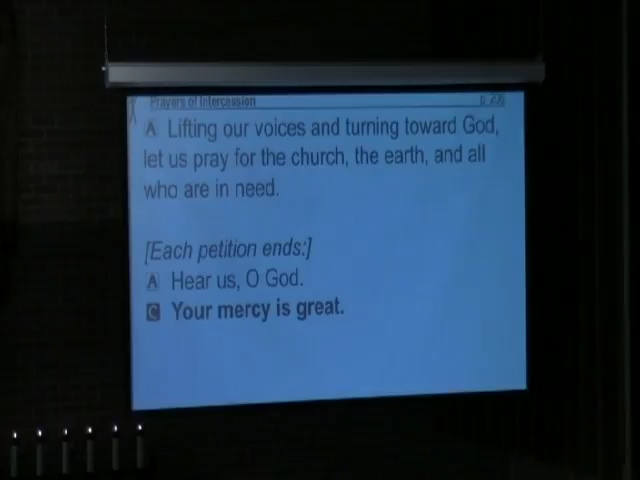 Prayers of Intercession
A Lifting our voices and turning toward God,
let us pray for the church, the earth, and all
who are in need.
[Each petition ends:]
A Hear us, O God.
C Your mercy is great.